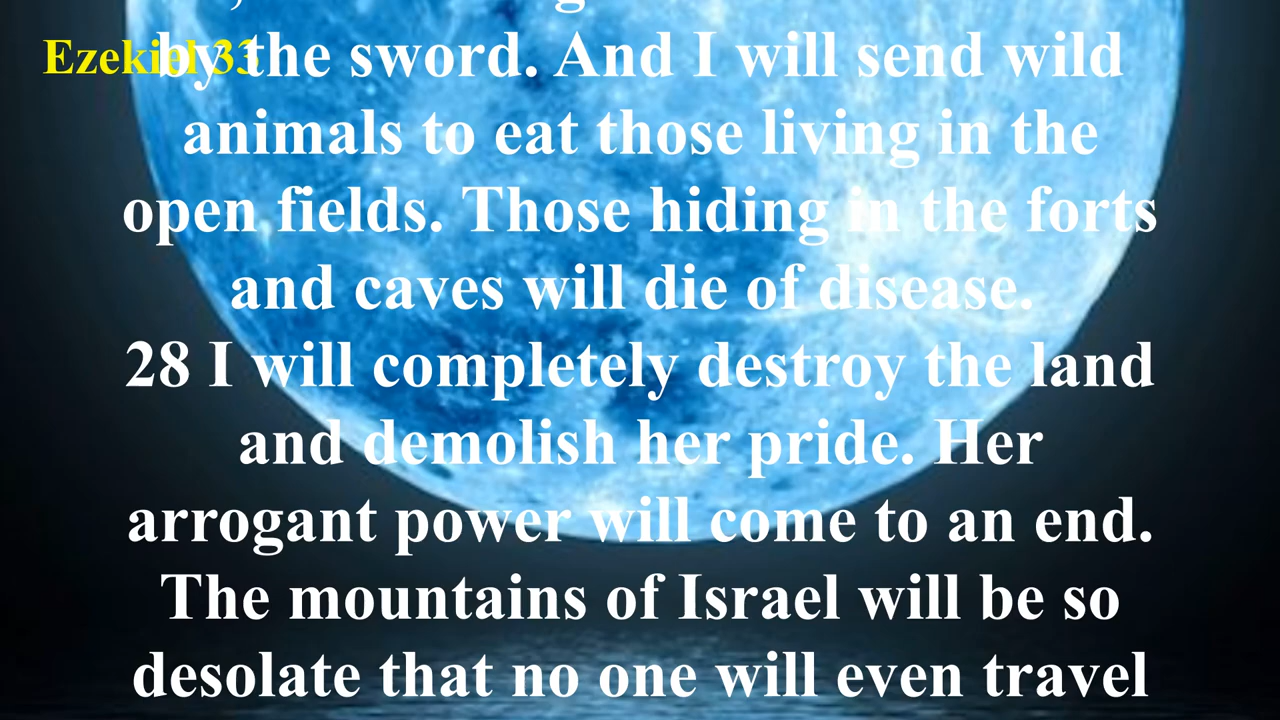 Ezekiel 33
by the sword. And I will send wild
animals to eat those living in the
open fields. Those hiding in the forts
and caves will die of disease.
28 I will completely destroy the land
and demolish her pride. Her
arrogant power will come to an end.
The mountains of Israel will be so
desolate that no one will even travel